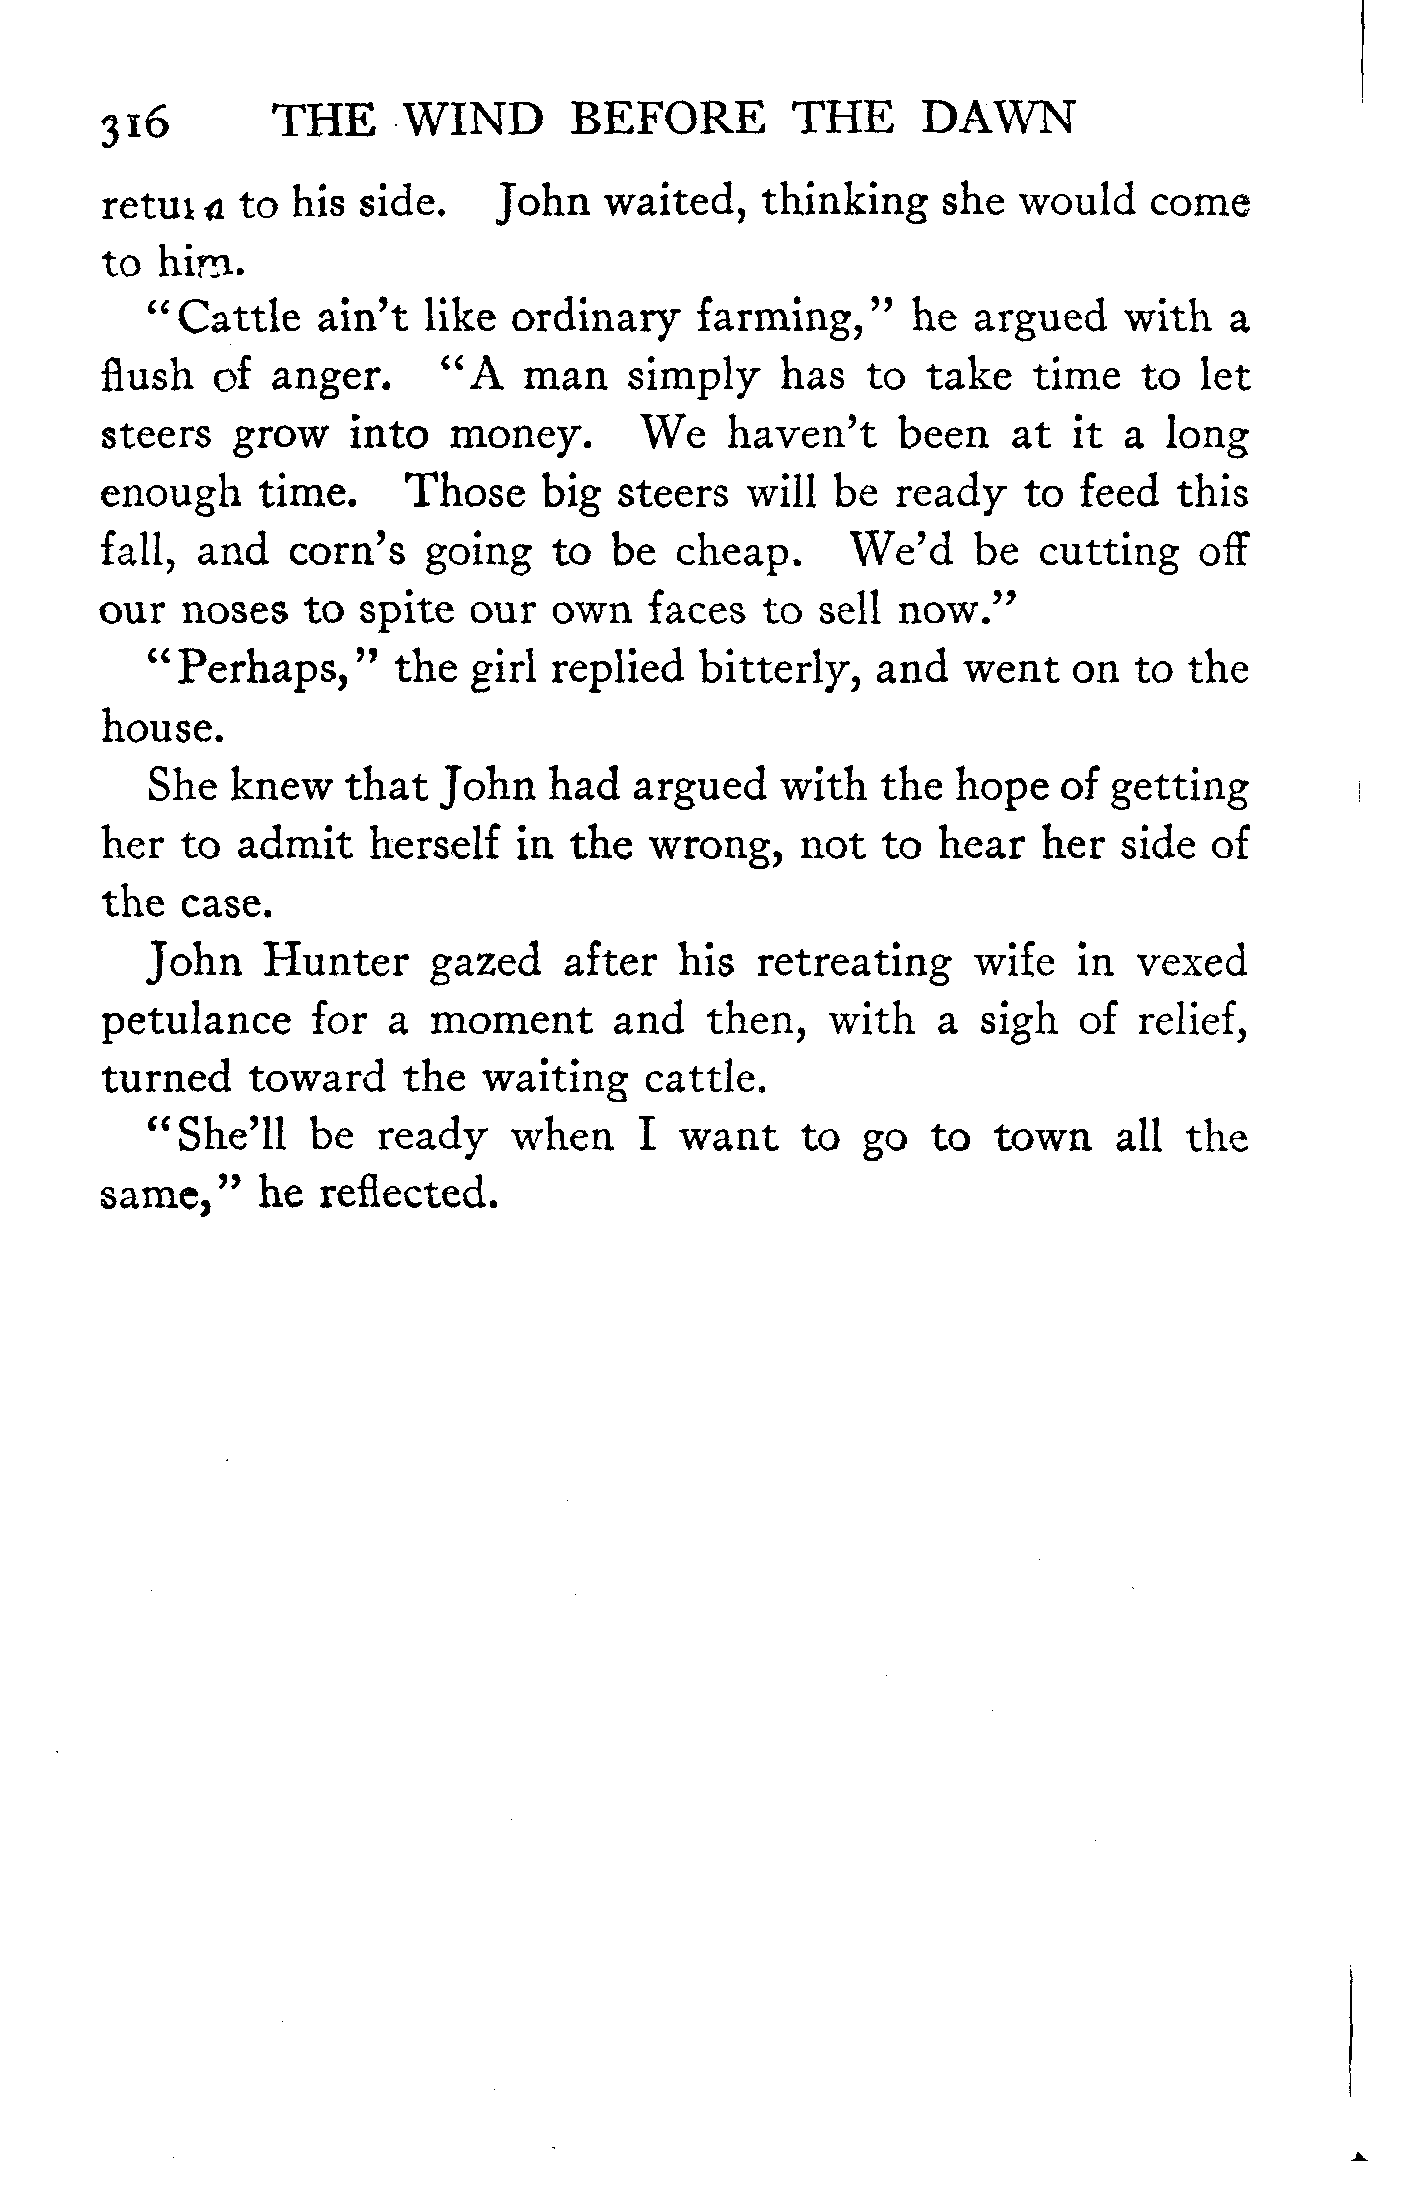 316 THE WIND BEFORE THE DAWN
return to his side. John waited, thinking she would come
to him.
“Cattle ain’t like ordinary farming,” he argued with a
flush of anger. “A man simply has to take time to let
steers grow into money. We haven’t been at it a long
enough time. Those big steers will be ready to feed this
fall, and corn’s going to be cheap. We’d be cutting off
our noses to spite our own faces to sell now.”
“Perhaps,” the girl replied bitterly, and went on to the
house.
She knew that John had argued with the hope of getting
her to admit herself in the wrong, not to hear her side of
the case.
John Hunter gazed after his retreating wife in vexed
petulance for a moment and then, with a sigh of relief,
turned toward the waiting cattle.
“She’ll be ready when I want to go to town all the
same,” he reflected.